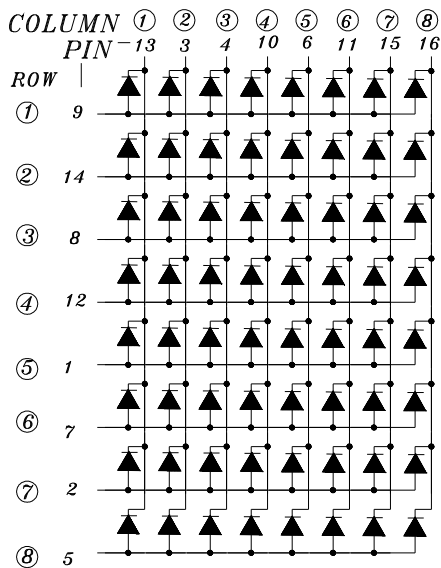 COLUMN ① ② ③ ④ ⑤ ⑥ ⑦ ⑧
PIN 13 3 4 10 6 11 15 16
ROW
① 9
② 14
③ 8
④ 12
⑤ 1
⑥ 7
⑦ 2
⑧ 5